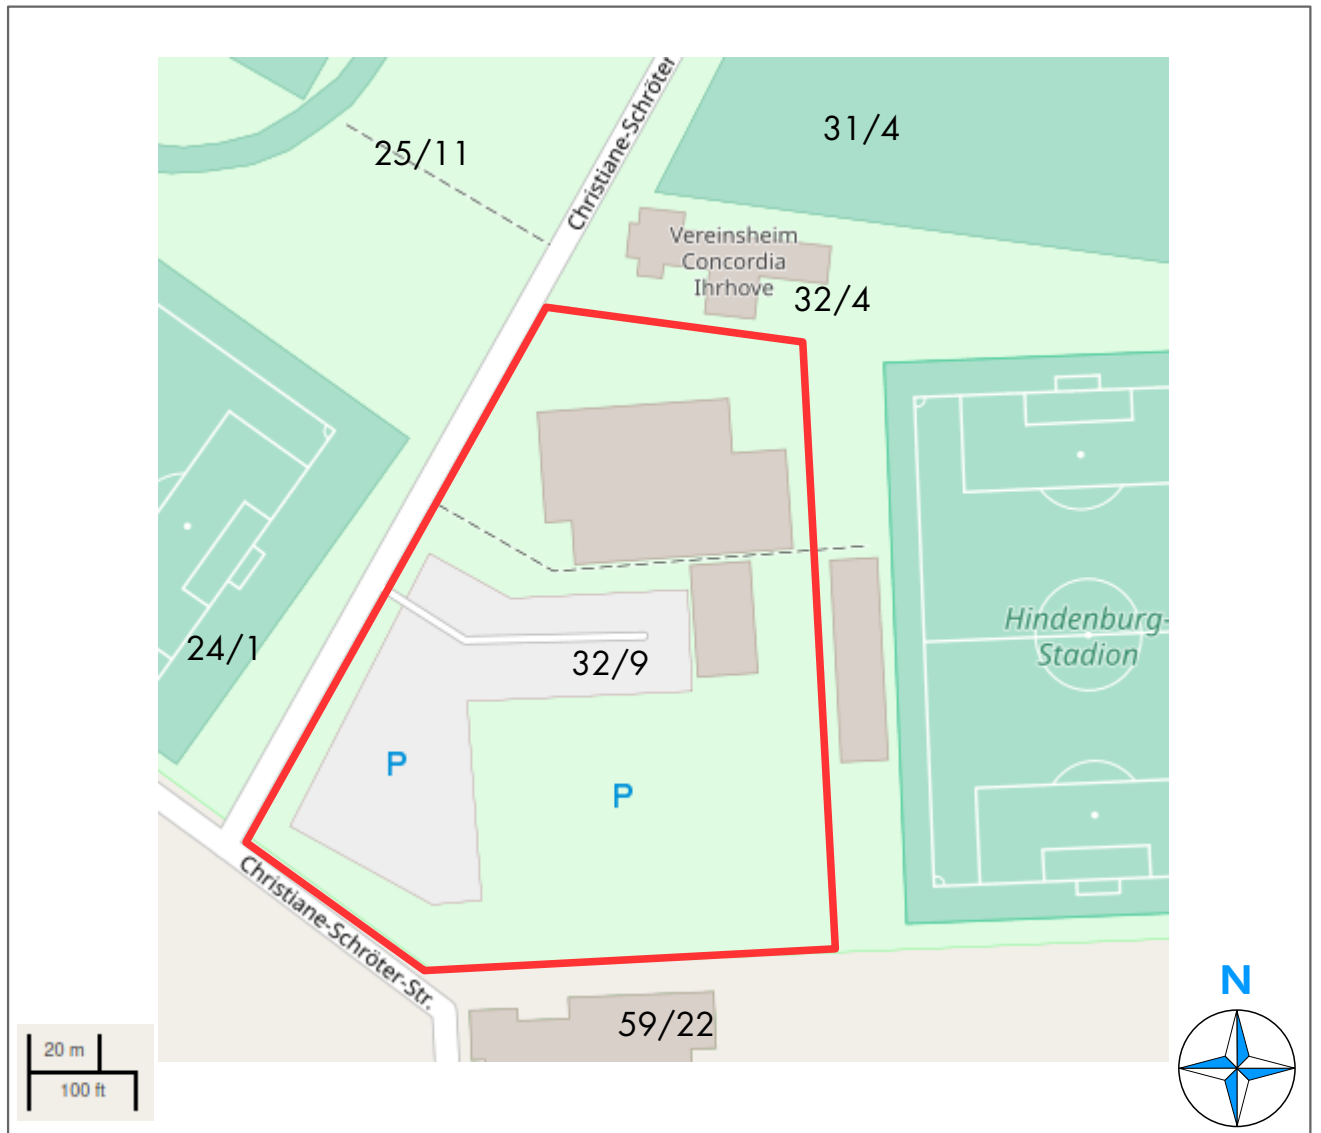 Christiane-Schröter
31/4
25/11
Vereinsheim
Concordia
Ihrhove
32/4
Hindenburg-
Stadion
24/1
32/9
P
P
Christiane-Schröter-Str.
N
59/22
20 m
100 ft